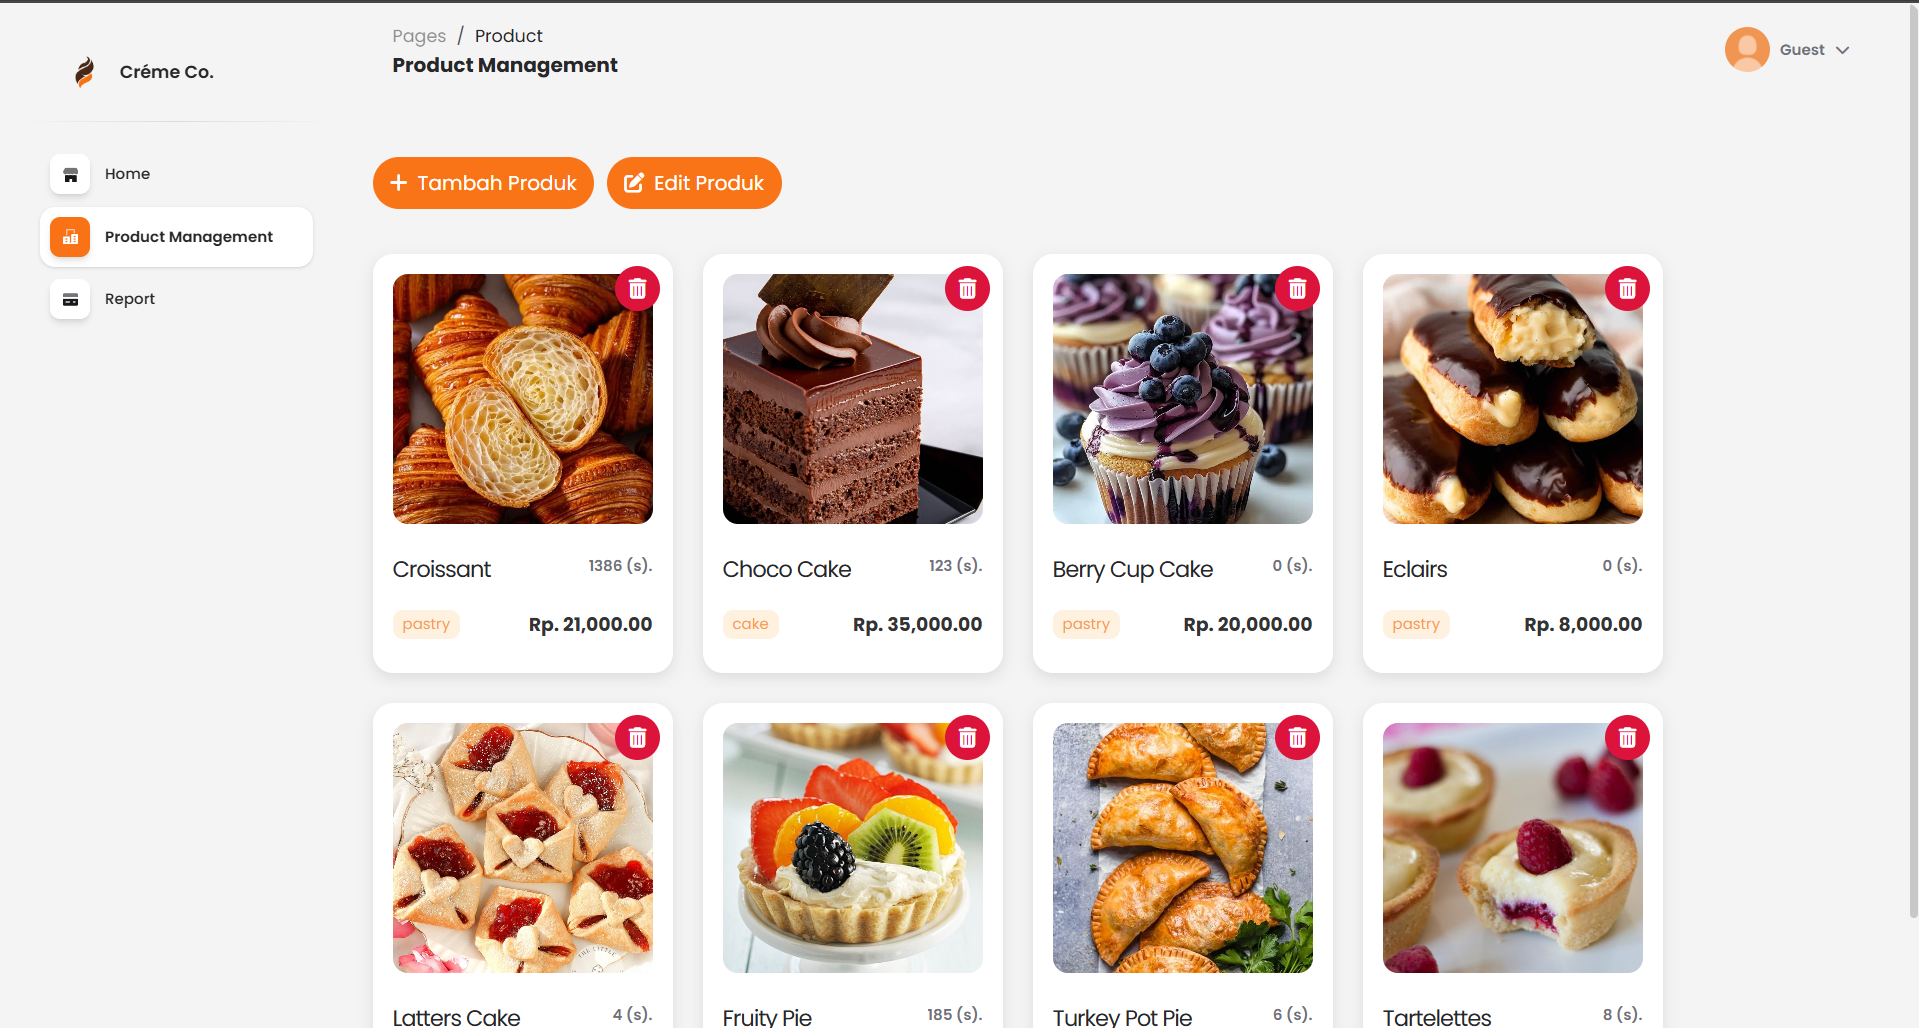 Créme Co.
Pages / Product
Product Management
Guest
Home
Product Management
Report
Tambah Produk
Edit Produk
Croissant
1386 (s).
pastry
Rp. 21,000.00
Choco Cake
123 (s).
cake
Rp. 35,000.00
Berry Cup Cake
0 (s).
pastry
Rp. 20,000.00
Eclairs
0 (s).
pastry
Rp. 8,000.00
Latters Cake
4 (s).
Fruity Pie
185 (s).
Turkey Pot Pie
6 (s).
Tartelettes
8 (s).